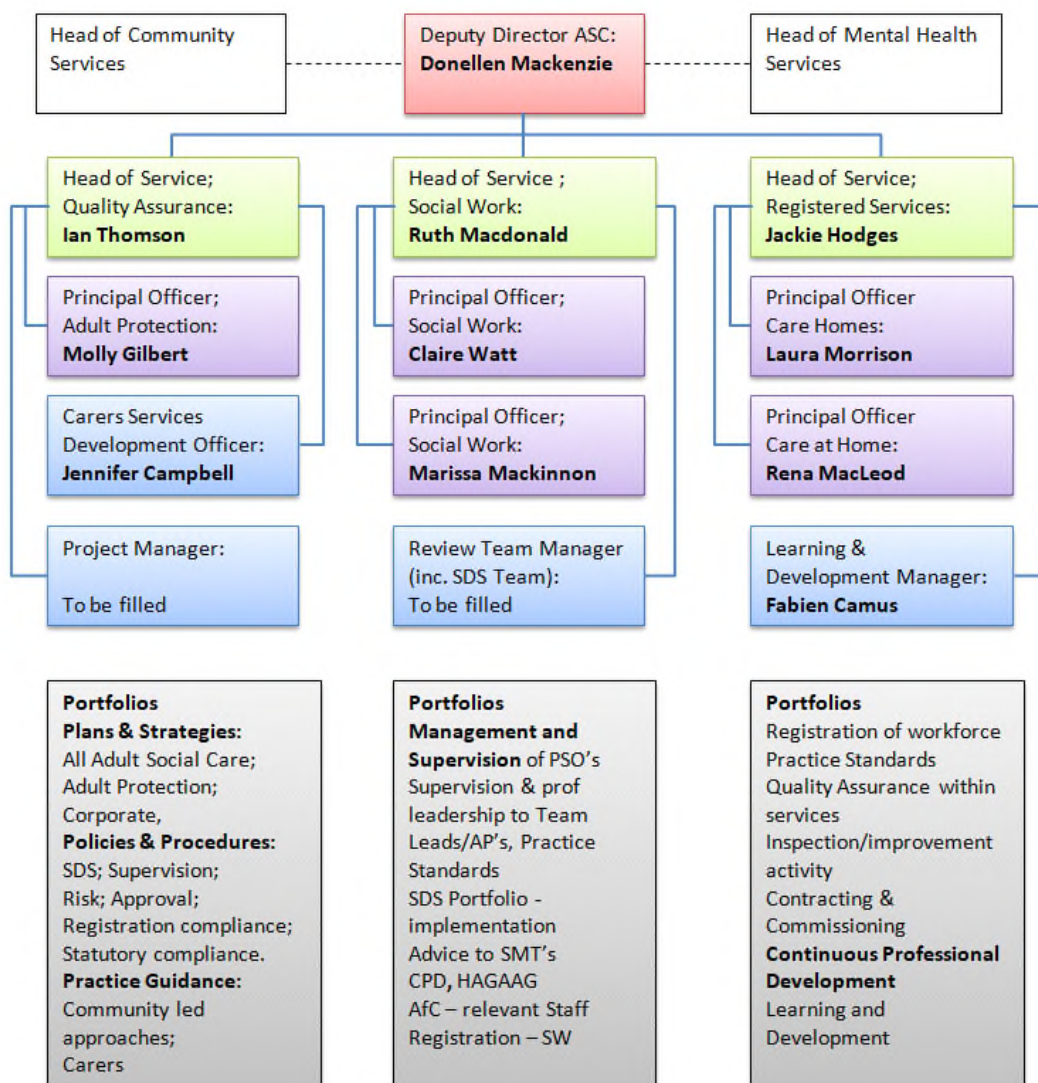 Head of Community
Services
Deputy Director ASC:
Donellen Mackenzie
Head of Mental Health
Services
Head of Service;
Quality Assurance:
Ian Thomson
Head of Service ;
Social Work:
Ruth Macdonald
Head of Service;
Registered Services:
Jackie Hodges
Principal Officer;
Adult Protection:
Molly Gilbert
Principal Officer;
Social Work:
Claire Watt
Principal Officer
Care Homes:
Laura Morrison
Carers Services
Development Officer:
Jennifer Campbell
Principal Officer;
Social Work:
Marissa Mackinnon
Principal Officer
Care at Home:
Rena MacLeod
Project Manager:
To be filled
Review Team Manager
(inc. SDS Team):
To be filled
Learning &
Development Manager:
Fabien Camus
Portfolios
Plans & Strategies:
All Adult Social Care;
Adult Protection;
Corporate,
Policies & Procedures:
SDS; Supervision;
Risk; Approval;
Registration compliance;
Statutory compliance.
Practice Guidance:
Community led
approaches;
Carers
Portfolios
Management and
Supervision of PSO's
Supervision & prof
leadership to Team
Leads/AP's, Practice
Standards
SDS Portfolio -
implementation
Advice to SMT's
CPD, HAGAAG
AfC – relevant Staff
Registration – SW
Portfolios
Registration of workforce
Practice Standards
Quality Assurance within
services
Inspection/improvement
activity
Contracting &
Commissioning
Continuous Professional
Development
Learning and
Development